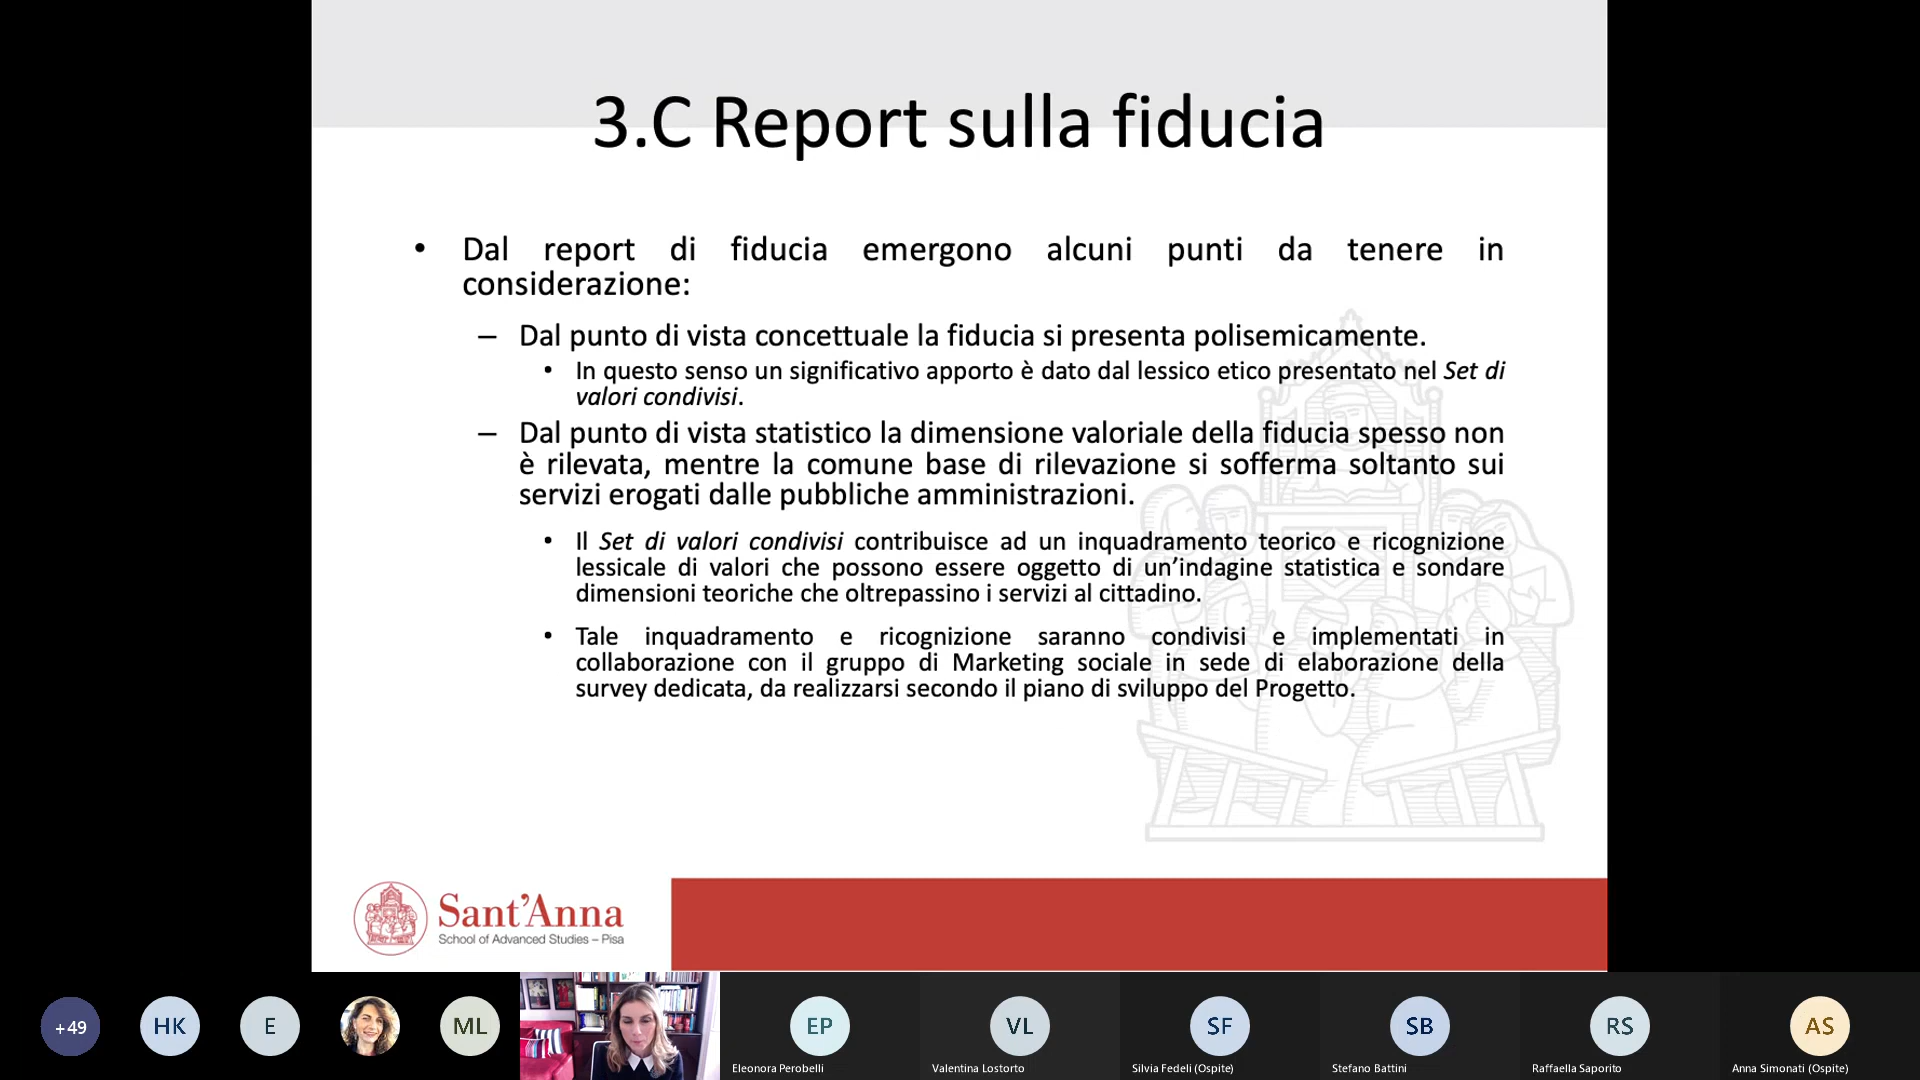 3.C Report sulla fiducia
• Dal report di fiducia emergono alcuni punti da tenere in
considerazione:
– Dal punto di vista concettuale la fiducia si presenta polisemicamente.
• In questo senso un significativo apporto è dato dal lessico etico presentato nel Set di
valori condivisi.
– Dal punto di vista statistico la dimensione valoriale della fiducia spesso non
è rilevata, mentre la comune base di rilevazione si sofferma soltanto sui
servizi erogati dalle pubbliche amministrazioni.
• Il Set di valori condivisi contribuisce ad un inquadramento teorico e ricognizione
lessicale di valori che possono essere oggetto di un’indagine statistica e sondare
dimensioni teoriche che oltrepassino i servizi al cittadino.
• Tale inquadramento e ricognizione saranno condivisi e implementati in
collaborazione con il gruppo di Marketing sociale in sede di elaborazione della
survey dedicata, da realizzarsi secondo il piano di sviluppo del Progetto.
Sant’Anna
School of Advanced Studies – Pisa
+49
HK
E
ML
EP
Eleonora Perobelli
VL
Valentina Lostorto
SF
Silvia Fedeli (Ospite)
SB
Stefano Battini
RS
Raffaella Saporito
AS
Anna Simonati (Ospite)